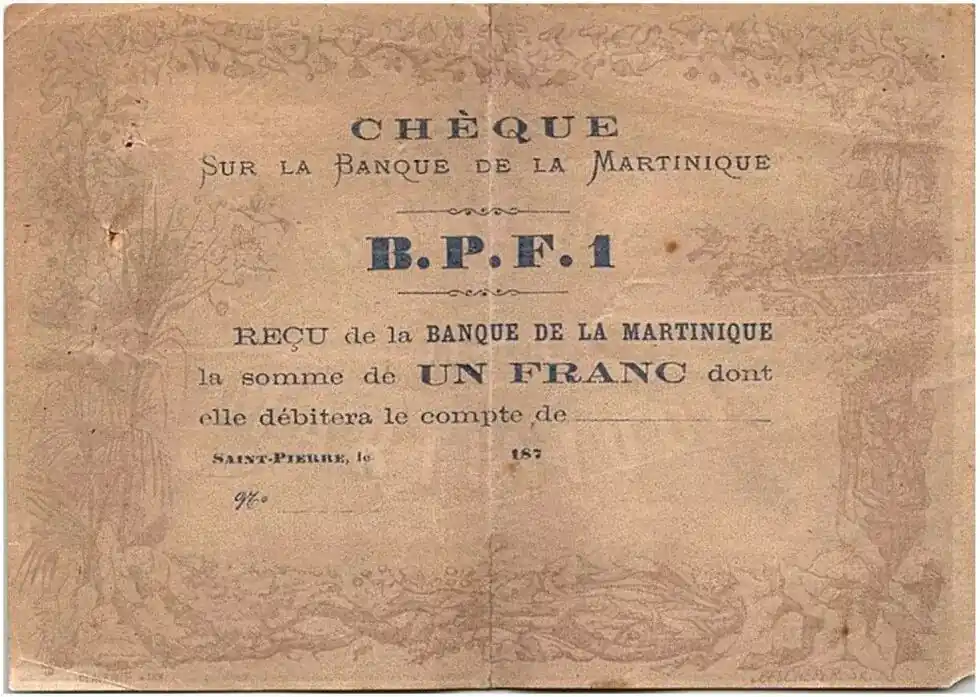 CHÈQUE
SUR LA BANQUE DE LA MARTINIQUE
B.P.F.1
REÇU de la BANQUE DE LA MARTINIQUE
la somme de UN FRANC dont
elle débitera le compte de
SAINT-PIERRE, le 187
No